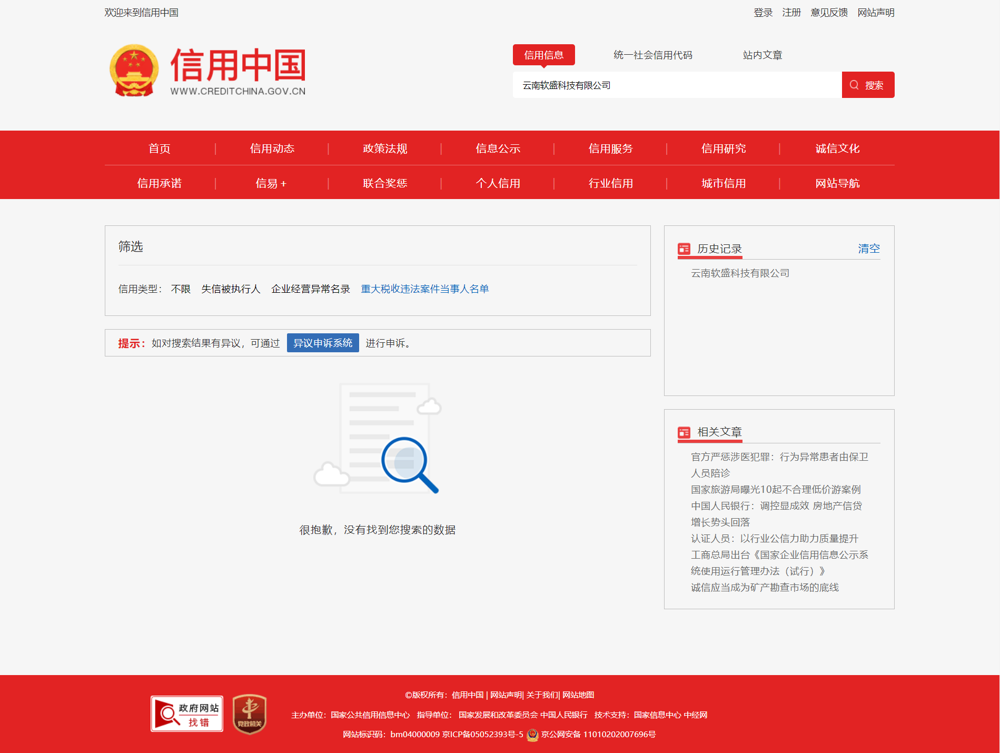 欢迎来到信用中国
登录 注册 意见反馈 网站声明
信用中国
WWW.CREDITCHINA.GOV.CN
信用信息 统一社会信用代码 站内文章
云南软盛科技有限公司 搜索
首页 信用动态 政策法规 信息公示 信用服务 信用研究 诚信文化
信用承诺 信易+ 联合奖惩 个人信用 行业信用 城市信用 网站导航
筛选
信用类型： 不限 失信被执行人 企业经营异常名录 重大税收违法案件当事人名单
提示：如对搜索结果有异议，可通过 异议申诉系统 进行申诉。
很抱歉，没有找到您搜索的数据
历史记录 清空
云南软盛科技有限公司
相关文章
官方严惩涉医犯罪：行为异常患者由保卫
人员陪诊
国家旅游局曝光10起不合理低价游案例
中国人民银行：调控显成效 房地产信贷
增长势头回落
认证人员：以行业公信力助力质量提升
工商总局出台《国家企业信用信息公示系
统使用运行管理办法（试行）》
诚信应当成为矿产勘查市场的底线
政府网站
找错
党政机关
©版权所有：信用中国 | 网站声明| 关于我们| 网站地图
主办单位：国家公共信用信息中心 指导单位： 国家发展和改革委员会 中国人民银行 技术支持：国家信息中心 中经网
网站标识码：bm04000009 京ICP备05052393号-5 京公网安备 11010202007696号